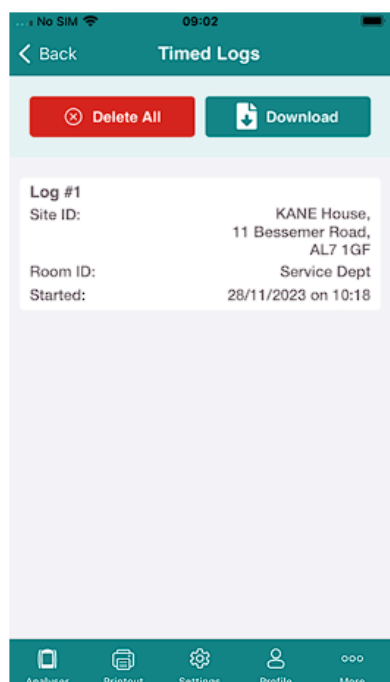 No SIM 09:02
Back Timed Logs
Delete All Download
Log #1
Site ID: KANE House,
11 Bessemer Road,
AL7 1GF
Room ID: Service Dept
Started: 28/11/2023 on 10:18
Analyses Printout Settings Profile More